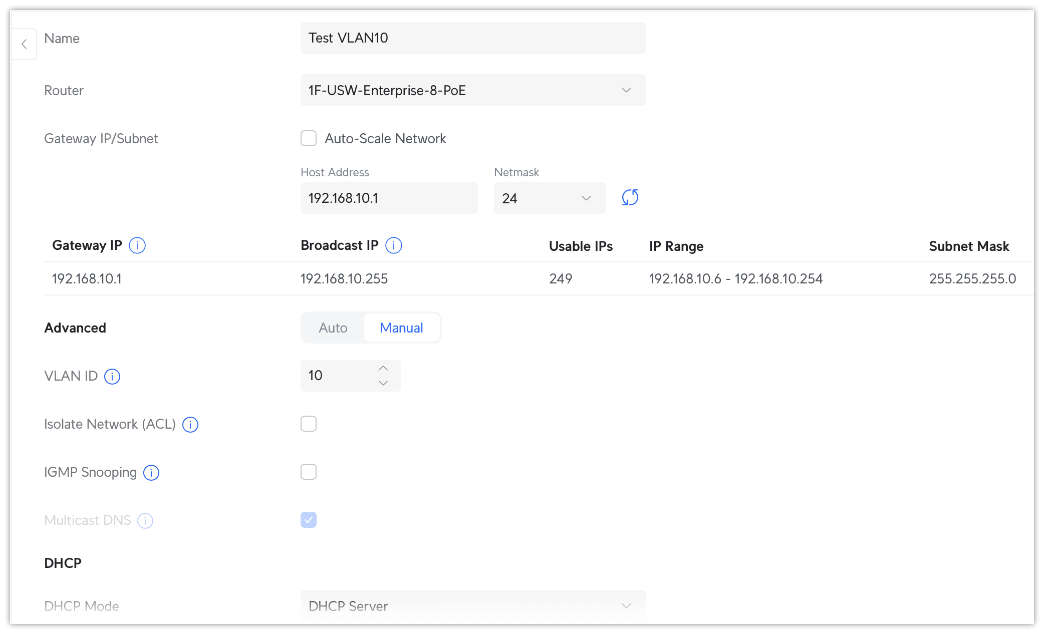 Name
Test VLAN10
Router
1F-USW-Enterprise-8-PoE
Gateway IP/Subnet
Auto-Scale Network
Host Address
Netmask
192.168.10.1
24
Gateway IP
Broadcast IP
Usable IPs
IP Range
Subnet Mask
192.168.10.1
192.168.10.255
249
192.168.10.6 - 192.168.10.254
255.255.255.0
Advanced
Auto
Manual
VLAN ID
10
Isolate Network (ACL)
IGMP Snooping
Multicast DNS
DHCP
DHCP Mode
DHCP Server